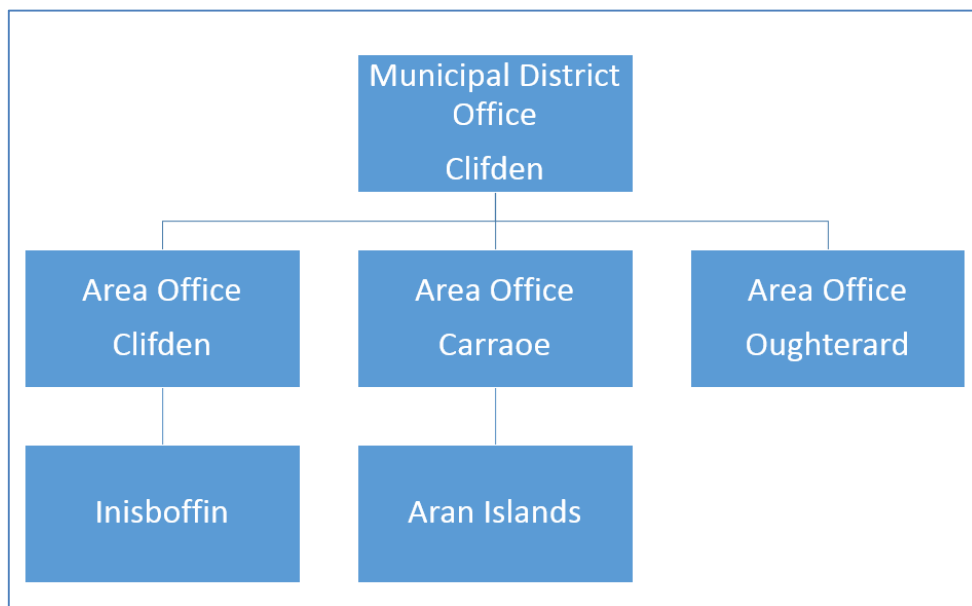 Municipal District
Office
Clifden
Area Office
Clifden
Area Office
Carraoe
Area Office
Oughterard
Inisboffin
Aran Islands